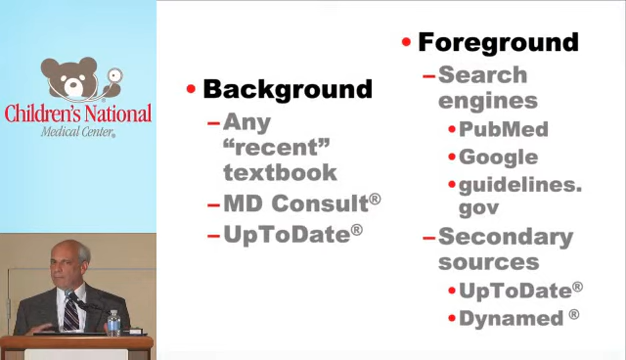 Children's National
Medical Center®
• Background
–Any
"recent"
textbook
–MD Consult®
–UpToDate®
• Foreground
–Search
engines
•PubMed
•Google
•guidelines.
gov
–Secondary
sources
•UpToDate®
•Dynamed ®